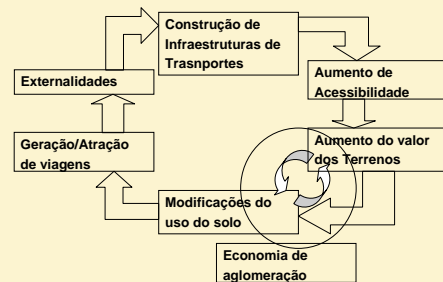 Construção de
Infraestruturas de
Trasnportes
Externalidades
Aumento de
Acessibilidade
Geração/Atração
de viagens
Aumento do valor
dos Terrenos
Modificações do
uso do solo
Economia de
aglomeração